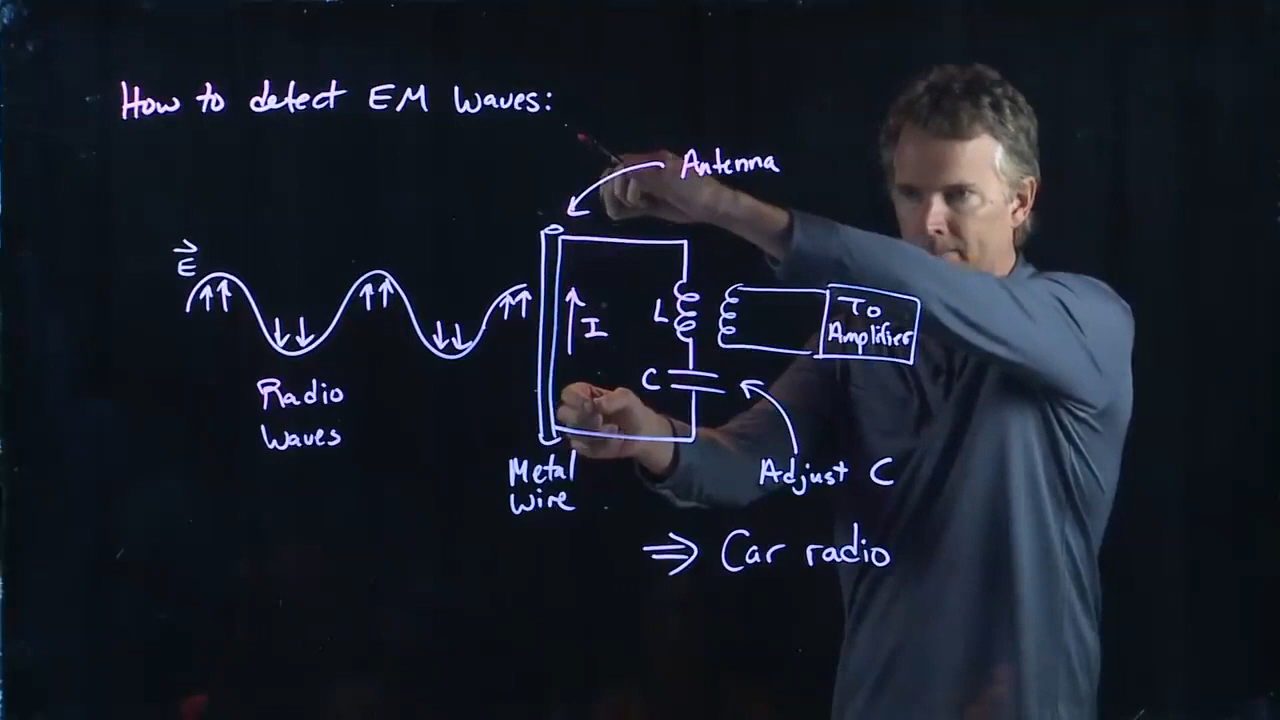 How to detect EM Waves:
Antenna
E
I
L
To
Amplifier
C
Radio
Waves
Metal
Wire
Adjust C
⇒ Car radio